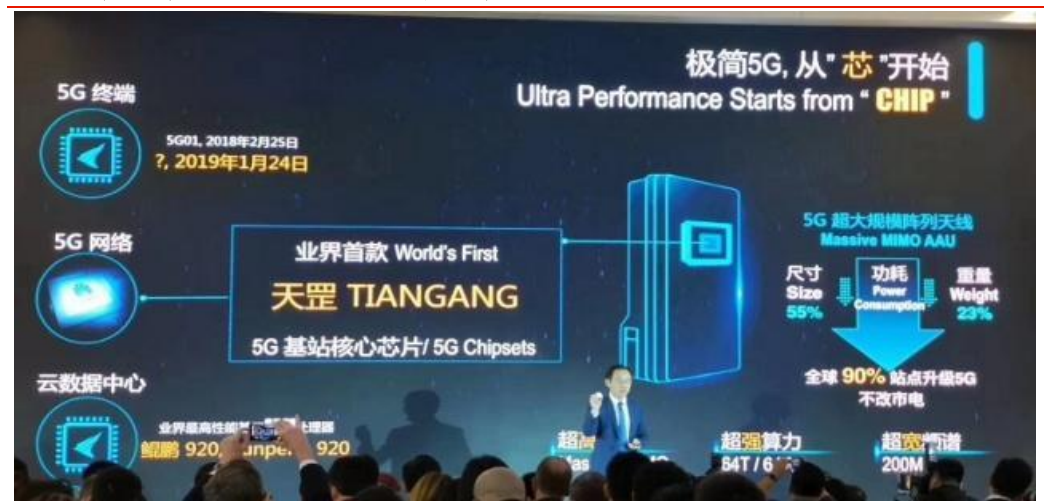 极简5G, 从" 芯 "开始
Ultra Performance Starts from " CHIP "
5G 终端
5G01, 2018年2月25日
?, 2019年1月24日
5G 网络
业界首款 World's First
天罡 TIANGANG
5G 基站核心芯片/ 5G Chipsets
5G 超大规模阵列天线
Massive MIMO AAU
尺寸
Size
55%
功耗
Power
Consumption
重量
Weight
23%
全球 90% 站点升级5G
不改市电
云数据中心
业界最高性能
鲲鹏 920, 920
超强算力
64T
超宽频谱
200M